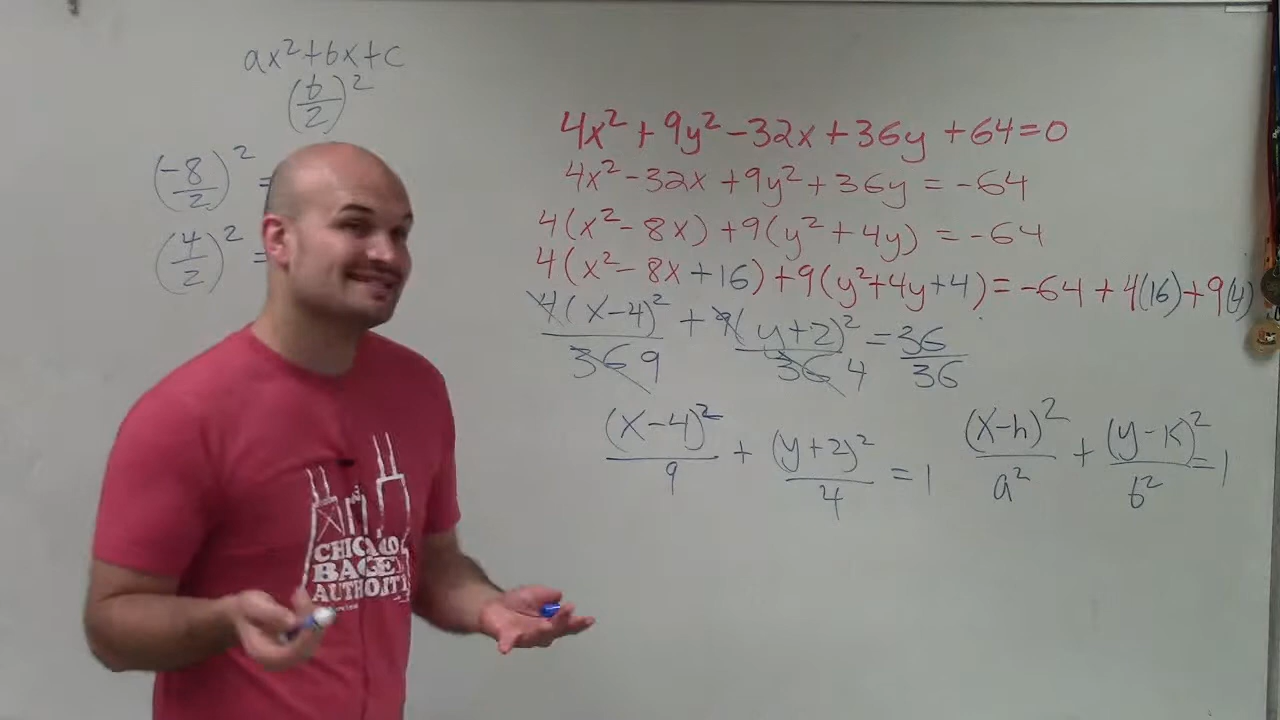 ax²+bx+c
(b/2)²
(-8/2)² =
(4/2)² =
4x² + 9y² - 32x + 36y + 64 = 0
4x² - 32x + 9y² + 36y = -64
4(x² - 8x) + 9(y² + 4y) = -64
4(x² - 8x + 16) + 9(y² + 4y + 4) = -64 + 4(16) + 9(4)
4(x-4)²/36 9 + 9(y+2)²/36 4 = 36/36
(x-4)²/9 + (y+2)²/4 = 1
(x-h)²/a² + (y-k)²/b² = 1
CHICAGO
BAGEL
AUTHORITY